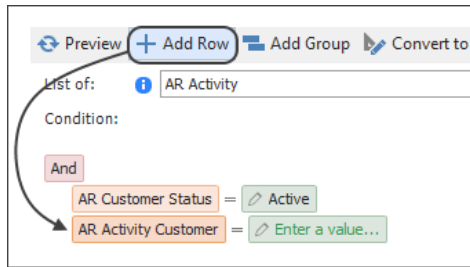 Preview Add Row Add Group Convert to
List of: AR Activity
Condition:
And
AR Customer Status = Active
AR Activity Customer = Enter a value...